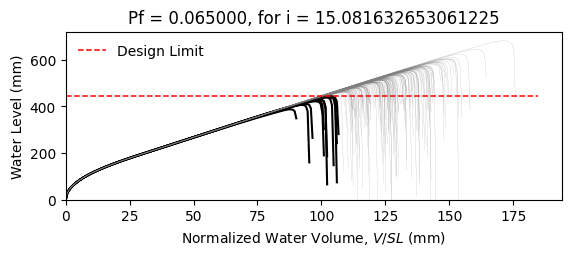 Pf = 0.065000, for i = 15.081632653061225
Design Limit
Water Level (mm)
600
400
200
0
0 25 50 75 100 125 150 175
Normalized Water Volume, V/SL (mm)